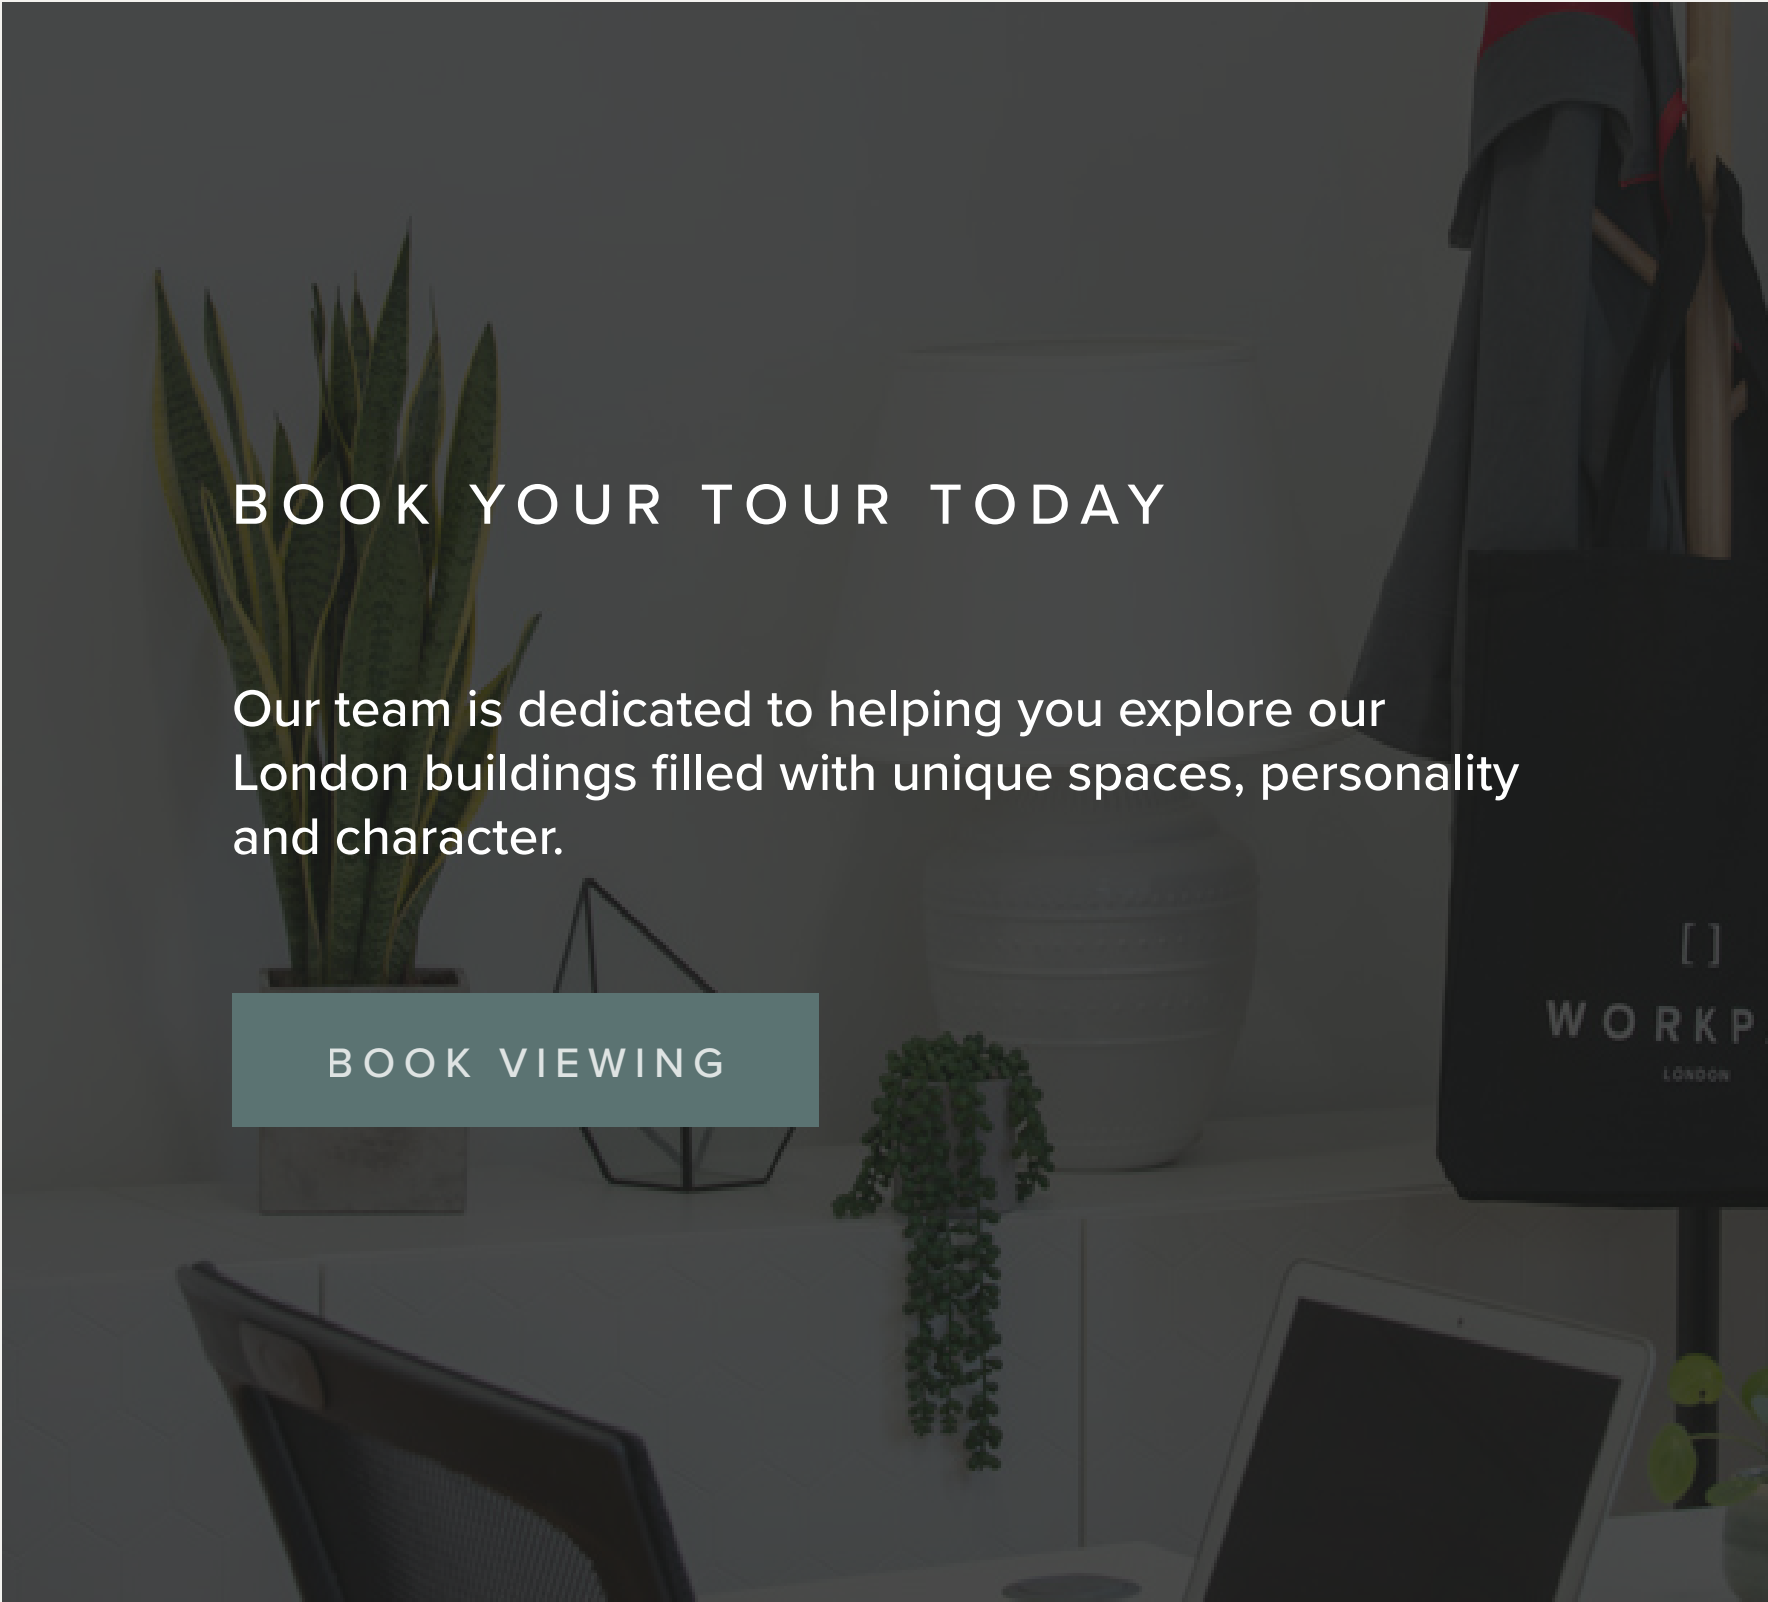 BOOK YOUR TOUR TODAY
Our team is dedicated to helping you explore our
London buildings filled with unique spaces, personality
and character.
BOOK VIEWING
[ ]
WORKP
LONDON